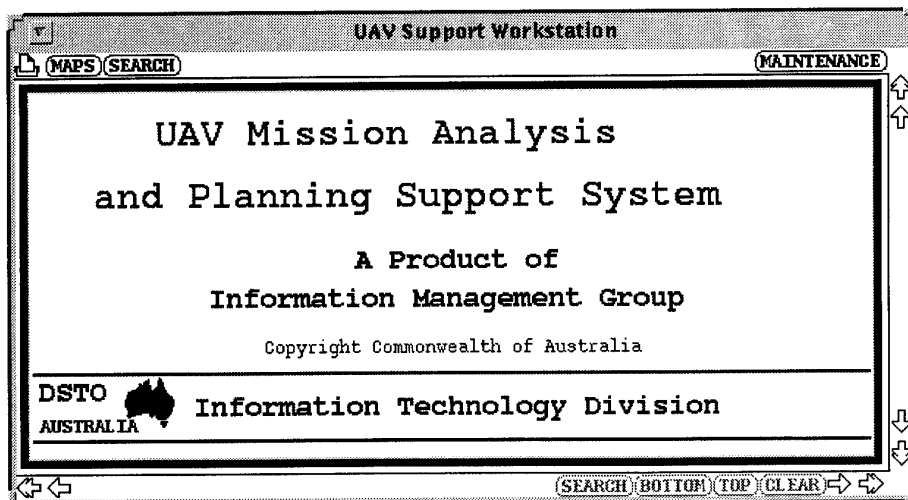 UAV Support Workstation
MAPS SEARCH MAINTENANCE
UAV Mission Analysis
and Planning Support System
A Product of
Information Management Group
Copyright Commonwealth of Australia
DSTO
AUSTRALIA
Information Technology Division
SEARCH BOTTOM TOP CLEAR